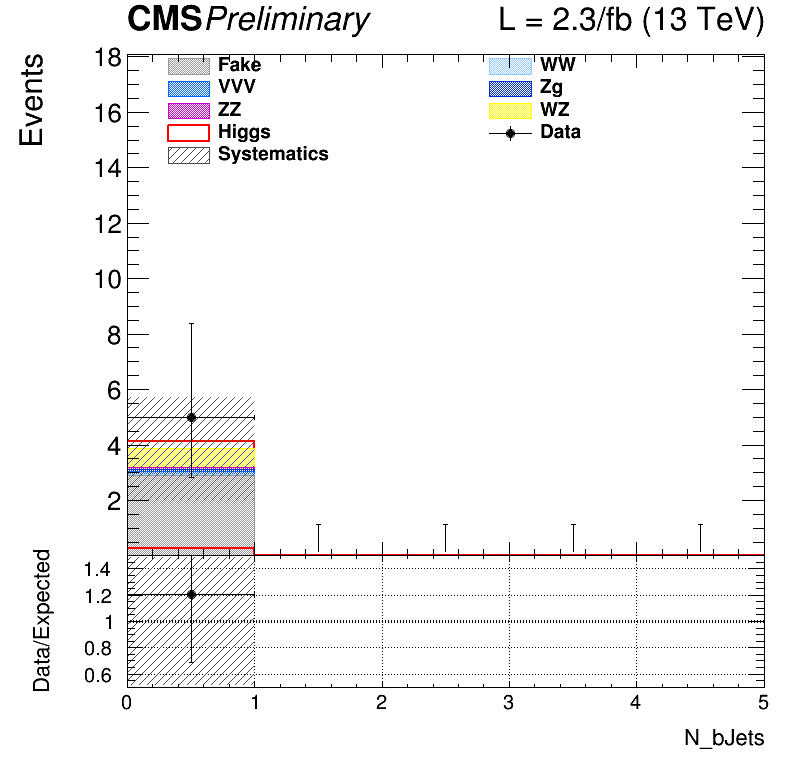 CMS Preliminary L = 2.3/fb (13 TeV)
Events
18
16
14
12
10
8
6
4
2
Fake
VVV
ZZ
Higgs
Systematics
WW
Zg
WZ
Data
Data/Expected
1.4
1.2
1
0.8
0.6
0 1 2 3 4 5
N_bJets